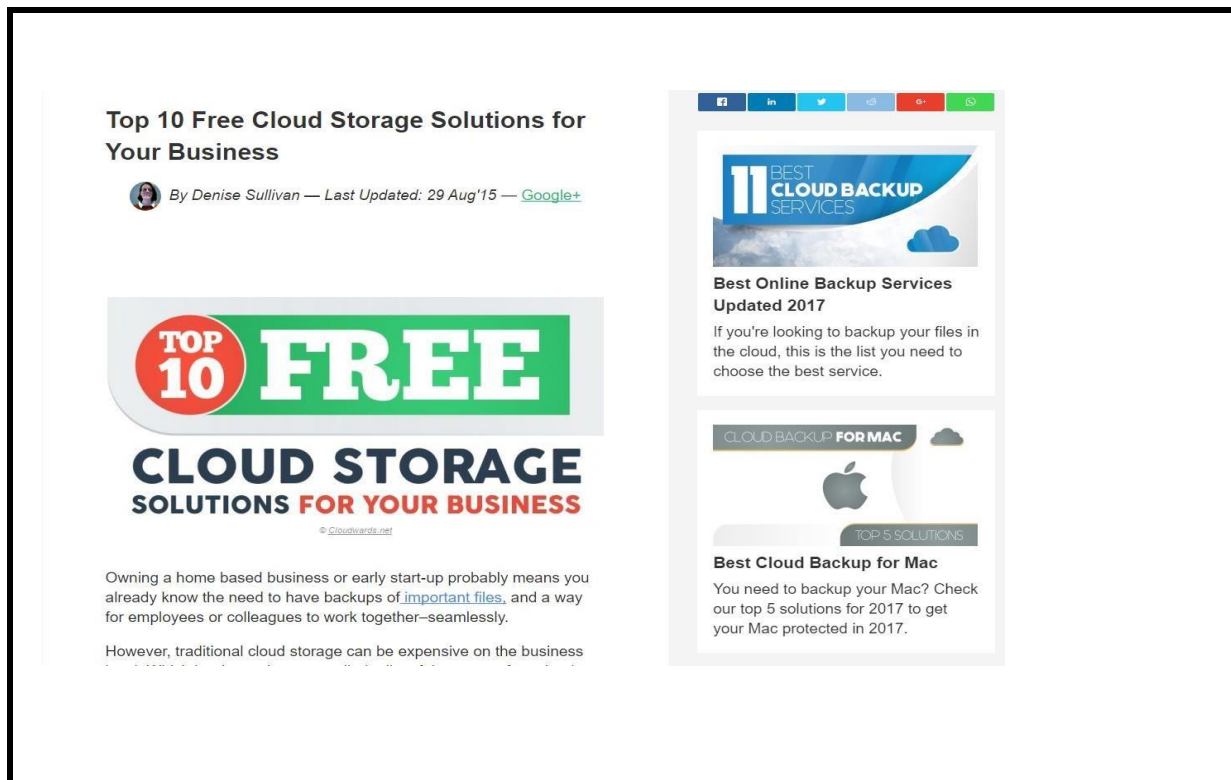 Top 10 Free Cloud Storage Solutions for
Your Business
By Denise Sullivan — Last Updated: 29 Aug'15 — Google+
TOP
10
FREE
CLOUD STORAGE
SOLUTIONS FOR YOUR BUSINESS
© Cloudwards.net
Owning a home based business or early start-up probably means you
already know the need to have backups of important files, and a way
for employees or colleagues to work together–seamlessly.
However, traditional cloud storage can be expensive on the business
in
G+
11 BEST
CLOUD BACKUP
SERVICES
Best Online Backup Services
Updated 2017
If you're looking to backup your files in
the cloud, this is the list you need to
choose the best service.
CLOUD BACKUP FOR MAC
TOP 5 SOLUTIONS
Best Cloud Backup for Mac
You need to backup your Mac? Check
our top 5 solutions for 2017 to get
your Mac protected in 2017.